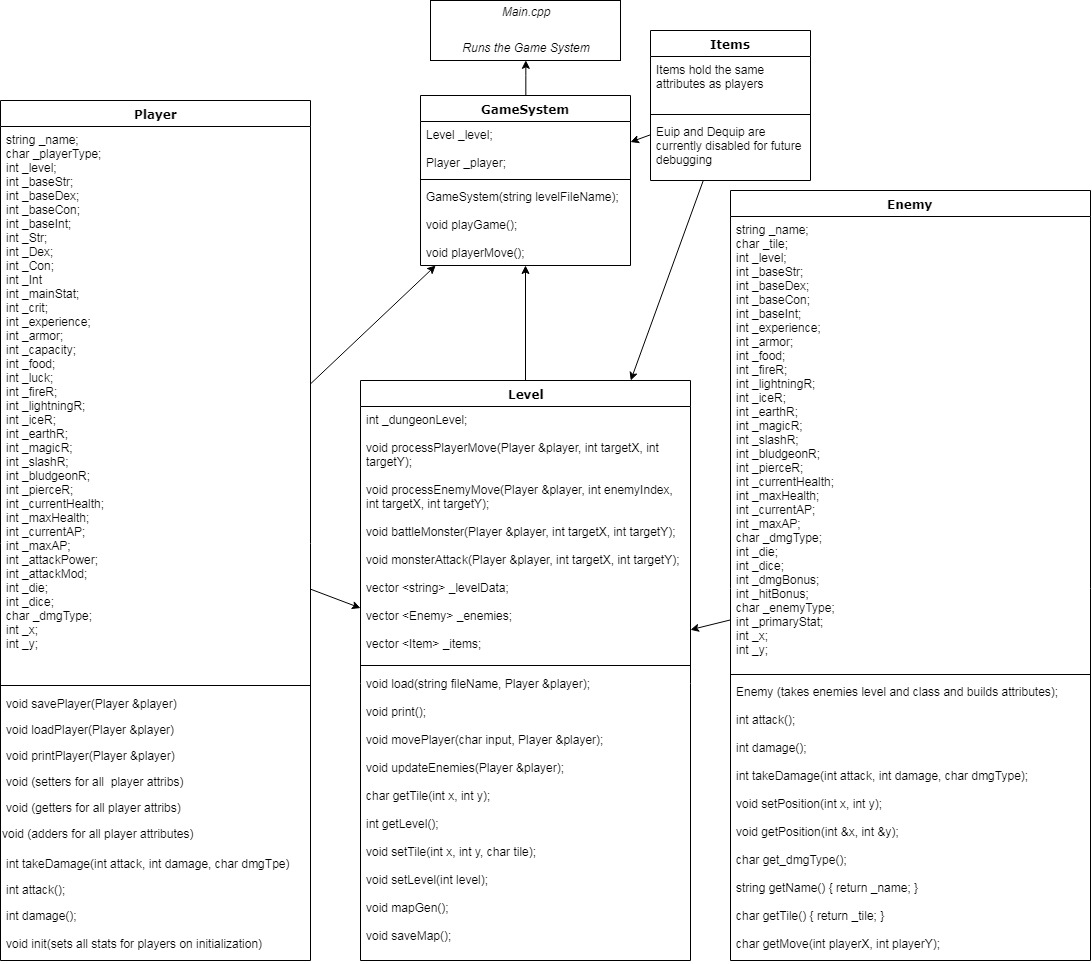 Main.cpp
Runs the Game System
Items
Items hold the same
attributes as players
Euip and Dequip are
currently disabled for future
debugging
GameSystem
Level _level;
Player _player;
GameSystem(string levelFileName);
void playGame();
void playerMove();
Player
string _name;
char _playerType;
int _level;
int _baseStr;
int _baseDex;
int _baseCon;
int _baseInt;
int _Str;
int _Dex;
int _Con;
int _Int
int _mainStat;
int _crit;
int _experience;
int _armor;
int _capacity;
int _food;
int _luck;
int _fireR;
int _lightningR;
int _iceR;
int _earthR;
int _magicR;
int _slashR;
int _bludgeonR;
int _pierceR;
int _currentHealth;
int _maxHealth;
int _currentAP;
int _maxAP;
int _attackPower;
int _attackMod;
int _die;
int _dice;
char _dmgType;
int _x;
int _y;
void savePlayer(Player &player)
void loadPlayer(Player &player)
void printPlayer(Player &player)
void (setters for all  player attribs)
void (getters for all player attribs)
void (adders for all player attributes)
int takeDamage(int attack, int damage, char dmgTpe)
int attack();
int damage();
void init(sets all stats for players on initialization)
Level
int _dungeonLevel;
void processPlayerMove(Player &player, int targetX, int
targetY);
void processEnemyMove(Player &player, int enemyIndex,
int targetX, int targetY);
void battleMonster(Player &player, int targetX, int targetY);
void monsterAttack(Player &player, int targetX, int targetY);
vector <string> _levelData;
vector <Enemy> _enemies;
vector <Item> _items;
void load(string fileName, Player &player);
void print();
void movePlayer(char input, Player &player);
void updateEnemies(Player &player);
char getTile(int x, int y);
int getLevel();
void setTile(int x, int y, char tile);
void setLevel(int level);
void mapGen();
void saveMap();
Enemy
string _name;
char _tile;
int _level;
int _baseStr;
int _baseDex;
int _baseCon;
int _baseInt;
int _experience;
int _armor;
int _food;
int _fireR;
int _lightningR;
int _iceR;
int _earthR;
int _magicR;
int _slashR;
int _bludgeonR;
int _pierceR;
int _currentHealth;
int _maxHealth;
int _currentAP;
int _maxAP;
char _dmgType;
int _die;
int _dice;
int _dmgBonus;
int _hitBonus;
char _enemyType;
int _primaryStat;
int _x;
int _y;
Enemy (takes enemies level and class and builds attributes);
int attack();
int damage();
int takeDamage(int attack, int damage, char dmgType);
void setPosition(int x, int y);
void getPosition(int &x, int &y);
char get_dmgType();
string getName() { return _name; }
char getTile() { return _tile; }
char getMove(int playerX, int playerY);